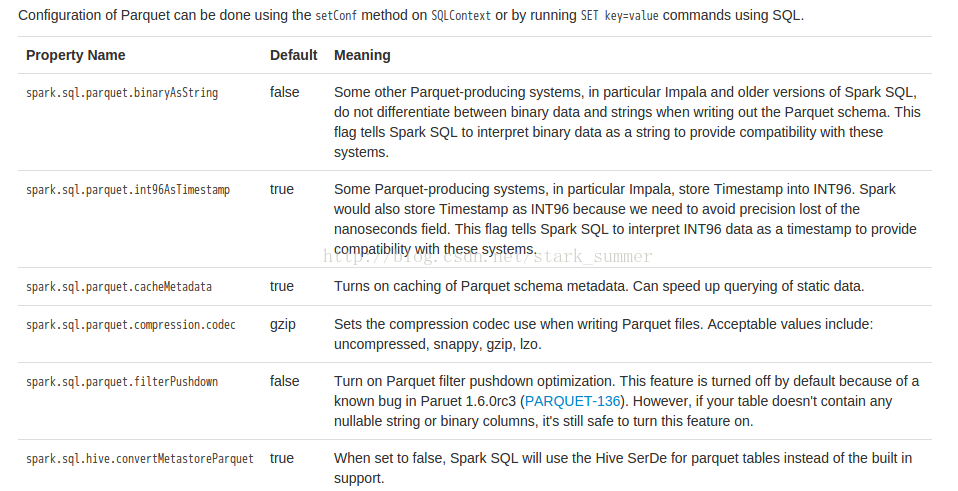 Configuration of Parquet can be done using the setConf method on SQLContext or by running SET key=value commands using SQL.
Property Name Default Meaning
spark.sql.parquet.binaryAsString false Some other Parquet-producing systems, in particular Impala and older versions of Spark SQL,
do not differentiate between binary data and strings when writing out the Parquet schema. This
flag tells Spark SQL to interpret binary data as a string to provide compatibility with these
systems.
spark.sql.parquet.int96AsTimestamp true Some Parquet-producing systems, in particular Impala, store Timestamp into INT96. Spark
would also store Timestamp as INT96 because we need to avoid precision lost of the
nanoseconds field. This flag tells Spark SQL to interpret INT96 data as a timestamp to provide
compatibility with these systems.
http://blog.csdn.net/stark_summer
spark.sql.parquet.cacheMetadata true Turns on caching of Parquet schema metadata. Can speed up querying of static data.
spark.sql.parquet.compression.codec gzip Sets the compression codec use when writing Parquet files. Acceptable values include:
uncompressed, snappy, gzip, lzo.
spark.sql.parquet.filterPushdown false Turn on Parquet filter pushdown optimization. This feature is turned off by default because of a
known bug in Paruet 1.6.0rc3 (PARQUET-136). However, if your table doesn't contain any
nullable string or binary columns, it's still safe to turn this feature on.
spark.sql.hive.convertMetastoreParquet true When set to false, Spark SQL will use the Hive SerDe for parquet tables instead of the built in
support.